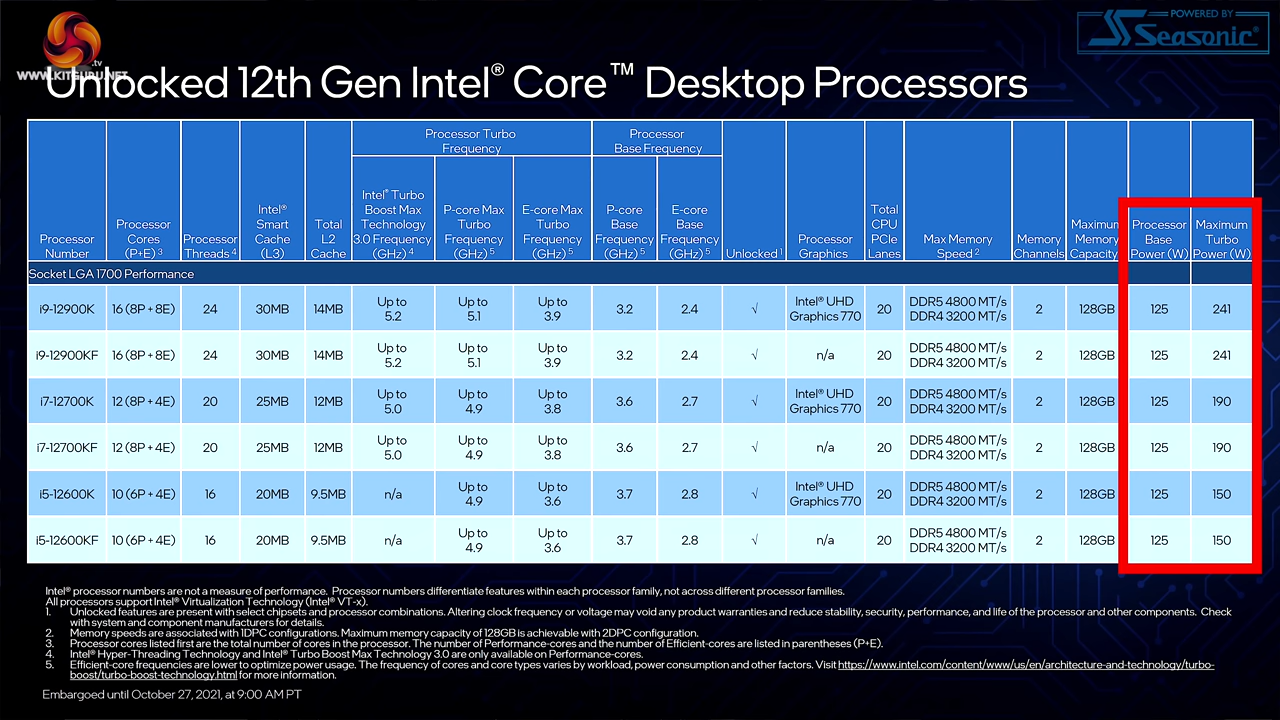 POWERED BY
Seasonic
.tv
WWW.KITGURU.NET
Unlocked 12th Gen Intel® Core™ Desktop Processors
Processor Turbo Frequency
Processor Base Frequency
Processor Number
Processor Cores (P+E) 3
Processor Threads 4
Intel® Smart Cache (L3)
Total L2 Cache
Intel® Turbo Boost Max Technology 3.0 Frequency (GHz) 4
P-core Max Turbo Frequency (GHz) 5
E-core Max Turbo Frequency (GHz) 5
P-core Base Frequency (GHz) 5
E-core Base Frequency (GHz) 5
Unlocked 1
Processor Graphics
Total CPU PCIe Lanes
Max Memory Speed 2
Memory Channels
Maximum Memory Capacity
Processor Base Power (W)
Maximum Turbo Power (W)
Socket LGA 1700 Performance
i9-12900K 16 (8P + 8E) 24 30MB 14MB Up to 5.2 Up to 5.1 Up to 3.9 3.2 2.4 √ Intel® UHD Graphics 770 20 DDR5 4800 MT/s DDR4 3200 MT/s 2 128GB 125 241
i9-12900KF 16 (8P + 8E) 24 30MB 14MB Up to 5.2 Up to 5.1 Up to 3.9 3.2 2.4 √ n/a 20 DDR5 4800 MT/s DDR4 3200 MT/s 2 128GB 125 241
i7-12700K 12 (8P + 4E) 20 25MB 12MB Up to 5.0 Up to 4.9 Up to 3.8 3.6 2.7 √ Intel® UHD Graphics 770 20 DDR5 4800 MT/s DDR4 3200 MT/s 2 128GB 125 190
i7-12700KF 12 (8P + 4E) 20 25MB 12MB Up to 5.0 Up to 4.9 Up to 3.8 3.6 2.7 √ n/a 20 DDR5 4800 MT/s DDR4 3200 MT/s 2 128GB 125 190
i5-12600K 10 (6P + 4E) 16 20MB 9.5MB n/a Up to 4.9 Up to 3.6 3.7 2.8 √ Intel® UHD Graphics 770 20 DDR5 4800 MT/s DDR4 3200 MT/s 2 128GB 125 150
i5-12600KF 10 (6P + 4E) 16 20MB 9.5MB n/a Up to 4.9 Up to 3.6 3.7 2.8 √ n/a 20 DDR5 4800 MT/s DDR4 3200 MT/s 2 128GB 125 150
Intel® processor numbers are not a measure of performance. Processor numbers differentiate features within each processor family, not across different processor families.
All processors support Intel® Virtualization Technology (Intel® VT-x).
1. Unlocked features are present with select chipsets and processor combinations. Altering clock frequency or voltage may void any product warranties and reduce stability, security, performance, and life of the processor and other components. Check
with system and component manufacturers for details.
2. Memory speeds are associated with 1DPC configurations. Maximum memory capacity of 128GB is achievable with 2DPC configuration.
3. Processor cores listed first are the total number of cores in the processor. The number of Performance-cores and the number of Efficient-cores are listed in parentheses (P+E).
4. Intel® Hyper-Threading Technology and Intel® Turbo Boost Max Technology 3.0 are only available on Performance-cores.
5. Efficient-core frequencies are lower to optimize power usage. The frequency of cores and core types varies by workload, power consumption and other factors. Visit https://www.intel.com/content/www/us/en/architecture-and-technology/turbo-
boost/turbo-boost-technology.html for more information.
Embargoed until October 27, 2021, at 9:00 AM PT